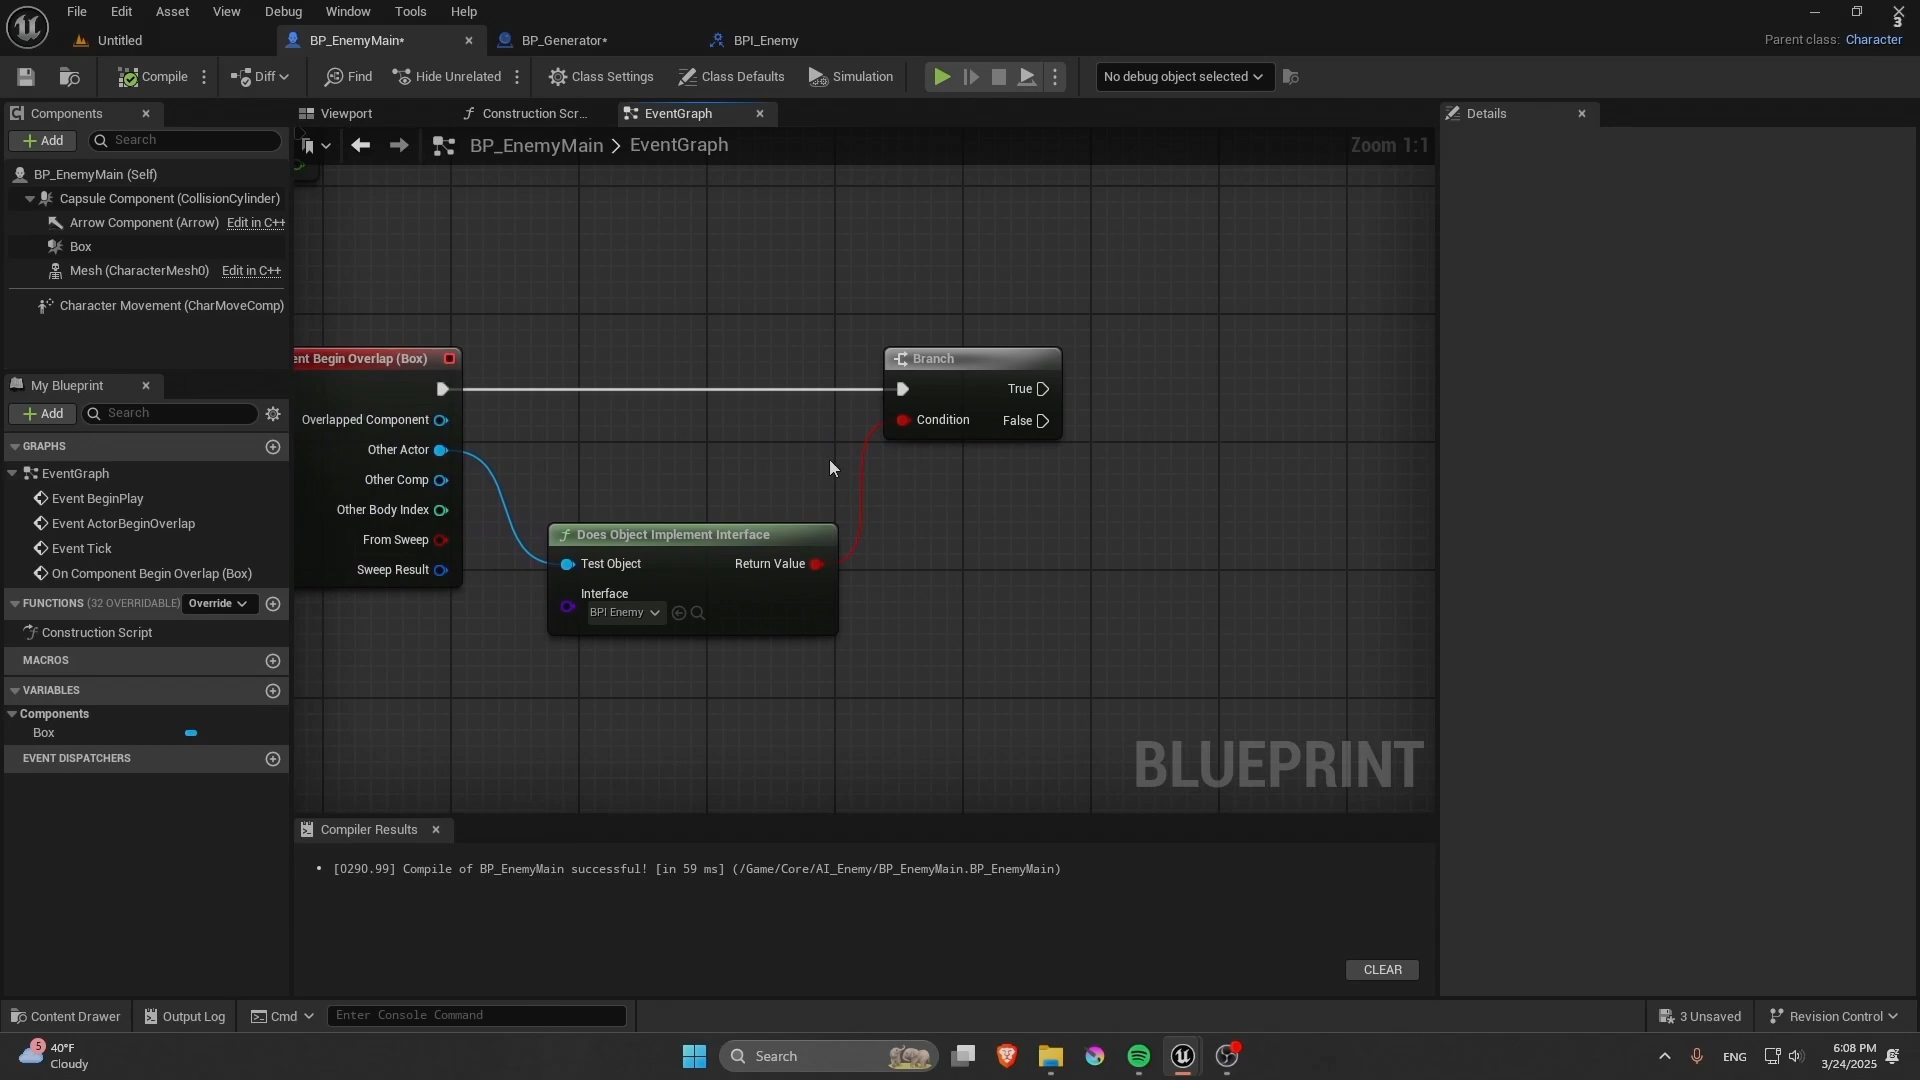 File Edit Asset View Debug Window Tools Help
3
Untitled BP_EnemyMain* BP_Generator* BPI_Enemy
Parent class: Character
Compile Diff Find Hide Unrelated Class Settings Class Defaults Simulation No debug object selected
Components Viewport Construction Scr... EventGraph Details
Add Search
BP_EnemyMain > EventGraph Zoom 1:1
BP_EnemyMain (Self)
Capsule Component (CollisionCylinder)
Arrow Component (Arrow) Edit in C++
Box
Mesh (CharacterMesh0) Edit in C++
Character Movement (CharMoveComp)
My Blueprint
Add Search
GRAPHS
EventGraph
Event BeginPlay
Event ActorBeginOverlap
Event Tick
On Component Begin Overlap (Box)
FUNCTIONS (32 OVERRIDABLE) Override
Construction Script
MACROS
VARIABLES
Components
Box
EVENT DISPATCHERS
ent Begin Overlap (Box)
Overlapped Component
Other Actor
Other Comp
Other Body Index
From Sweep
Sweep Result
Does Object Implement Interface
Test Object Return Value
Interface
BPI Enemy
Branch
True
Condition False
BLUEPRINT
Compiler Results
• [0290.99] Compile of BP_EnemyMain successful! [in 59 ms] (/Game/Core/AI_Enemy/BP_EnemyMain.BP_EnemyMain)
CLEAR
Content Drawer Output Log Cmd Enter Console Command 3 Unsaved Revision Control
5
40°F
Cloudy
Search
ENG
6:08 PM
3/24/2025